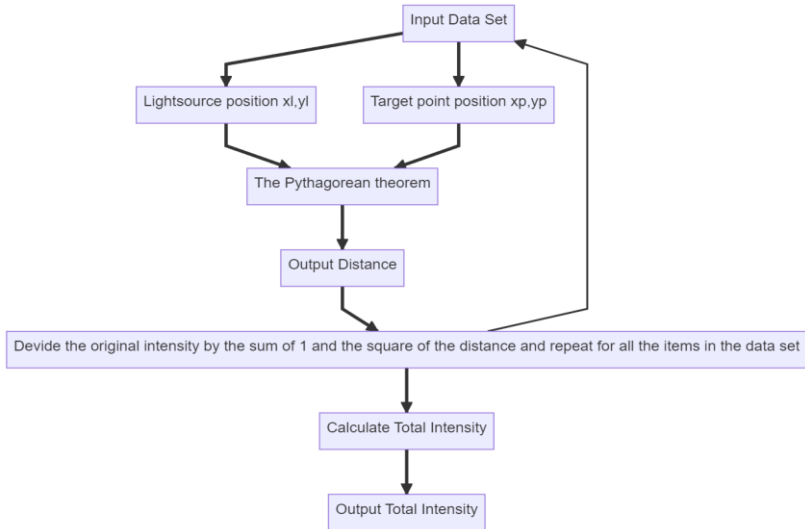 Input Data Set
Lightsource position xl,yl
Target point position xp,yp
The Pythagorean theorem
Output Distance
Devide the original intensity by the sum of 1 and the square of the distance and repeat for all the items in the data set
Calculate Total Intensity
Output Total Intensity